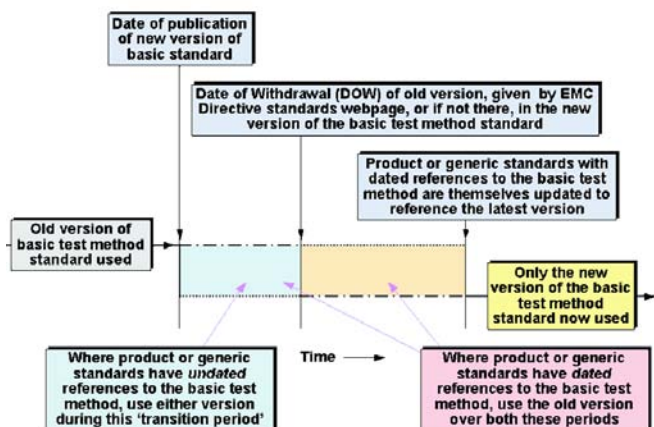 Date of publication
of new version of
basic standard
Date of Withdrawal (DOW) of old version, given by EMC
Directive standards webpage, or if not there, in the new
version of the basic test method standard
Product or generic standards with
dated references to the basic test
method are themselves updated to
reference the latest version
Old version of
basic test method
standard used
Only the new
version of the basic
test method
standard now used
Where product or generic
standards have undated
references to the basic test
method, use either version
during this ‘transition period’
Time
Where product or generic
standards have dated
references to the basic test
method, use the old version
over both these periods